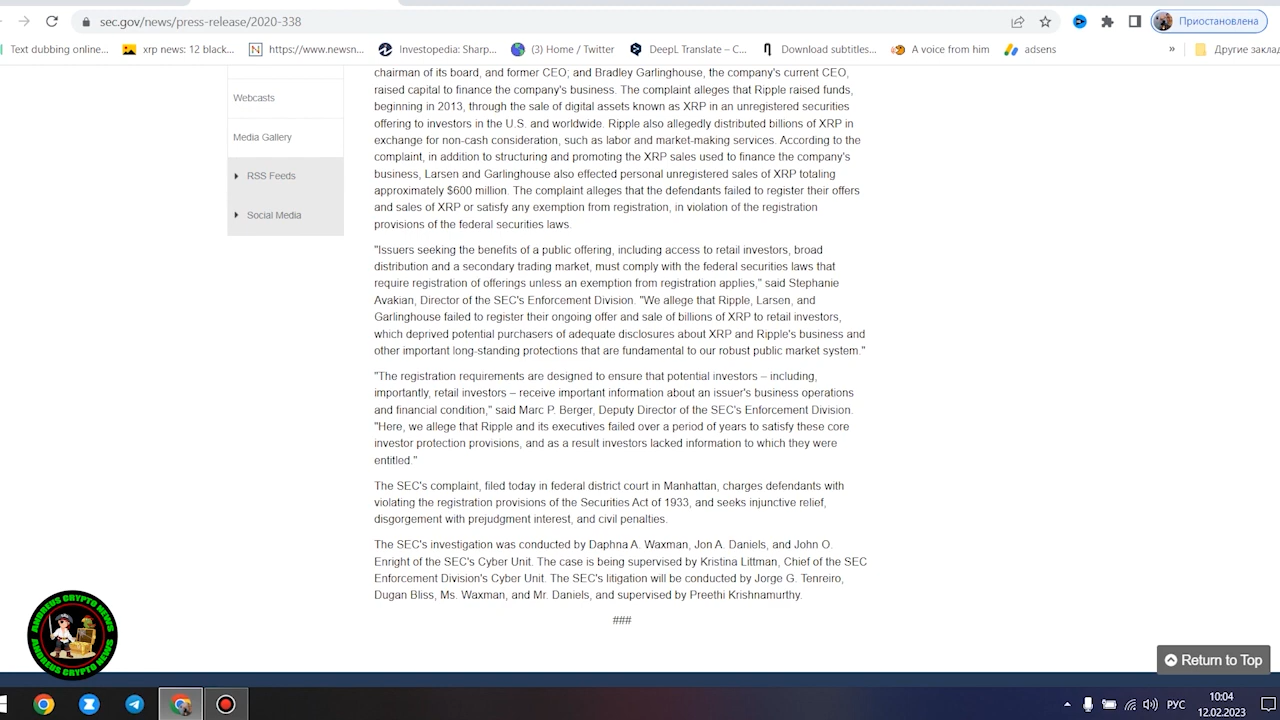 sec.gov/news/press-release/2020-338
Приостановлена
Text dubbing online...
xrp news: 12 black...
https://www.newsn...
Investopedia: Sharp...
(3) Home / Twitter
DeepL Translate – C...
Download subtitles...
A voice from him
adsens
»
Другие заклад
chairman of its board, and former CEO; and Bradley Garlinghouse, the company's current CEO,
raised capital to finance the company's business. The complaint alleges that Ripple raised funds,
beginning in 2013, through the sale of digital assets known as XRP in an unregistered securities
offering to investors in the U.S. and worldwide. Ripple also allegedly distributed billions of XRP in
exchange for non-cash consideration, such as labor and market-making services. According to the
complaint, in addition to structuring and promoting the XRP sales used to finance the company's
business, Larsen and Garlinghouse also effected personal unregistered sales of XRP totaling
approximately $600 million. The complaint alleges that the defendants failed to register their offers
and sales of XRP or satisfy any exemption from registration, in violation of the registration
provisions of the federal securities laws.
Webcasts
Media Gallery
RSS Feeds
Social Media
"Issuers seeking the benefits of a public offering, including access to retail investors, broad
distribution and a secondary trading market, must comply with the federal securities laws that
require registration of offerings unless an exemption from registration applies," said Stephanie
Avakian, Director of the SEC's Enforcement Division. "We allege that Ripple, Larsen, and
Garlinghouse failed to register their ongoing offer and sale of billions of XRP to retail investors,
which deprived potential purchasers of adequate disclosures about XRP and Ripple's business and
other important long-standing protections that are fundamental to our robust public market system."
"The registration requirements are designed to ensure that potential investors – including,
importantly, retail investors – receive important information about an issuer's business operations
and financial condition," said Marc P. Berger, Deputy Director of the SEC's Enforcement Division.
"Here, we allege that Ripple and its executives failed over a period of years to satisfy these core
investor protection provisions, and as a result investors lacked information to which they were
entitled."
The SEC's complaint, filed today in federal district court in Manhattan, charges defendants with
violating the registration provisions of the Securities Act of 1933, and seeks injunctive relief,
disgorgement with prejudgment interest, and civil penalties.
The SEC's investigation was conducted by Daphna A. Waxman, Jon A. Daniels, and John O.
Enright of the SEC's Cyber Unit. The case is being supervised by Kristina Littman, Chief of the SEC
Enforcement Division's Cyber Unit. The SEC's litigation will be conducted by Jorge G. Tenreiro,
Dugan Bliss, Ms. Waxman, and Mr. Daniels, and supervised by Preethi Krishnamurthy.
###
ANDREUS CRYPTO NEWS
ANDREUS CRYPTO NEWS
Return to Top
РУС
10:04
12.02.2023